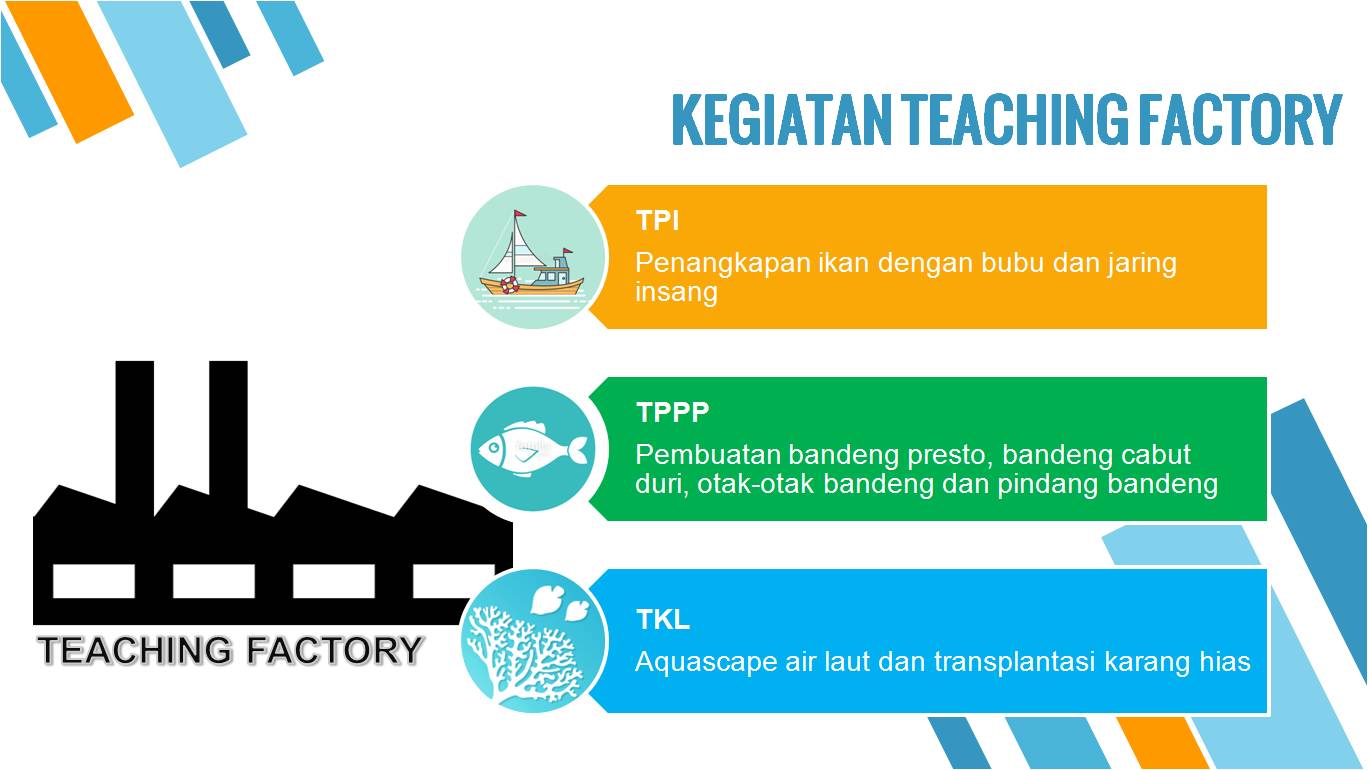 KEGIATAN TEACHING FACTORY
TPI
Penangkapan ikan dengan bubu dan jaring
insang
TPPP
Pembuatan bandeng presto, bandeng cabut
duri, otak-otak bandeng dan pindang bandeng
TKL
Aquascape air laut dan transplantasi karang hias
TEACHING FACTORY